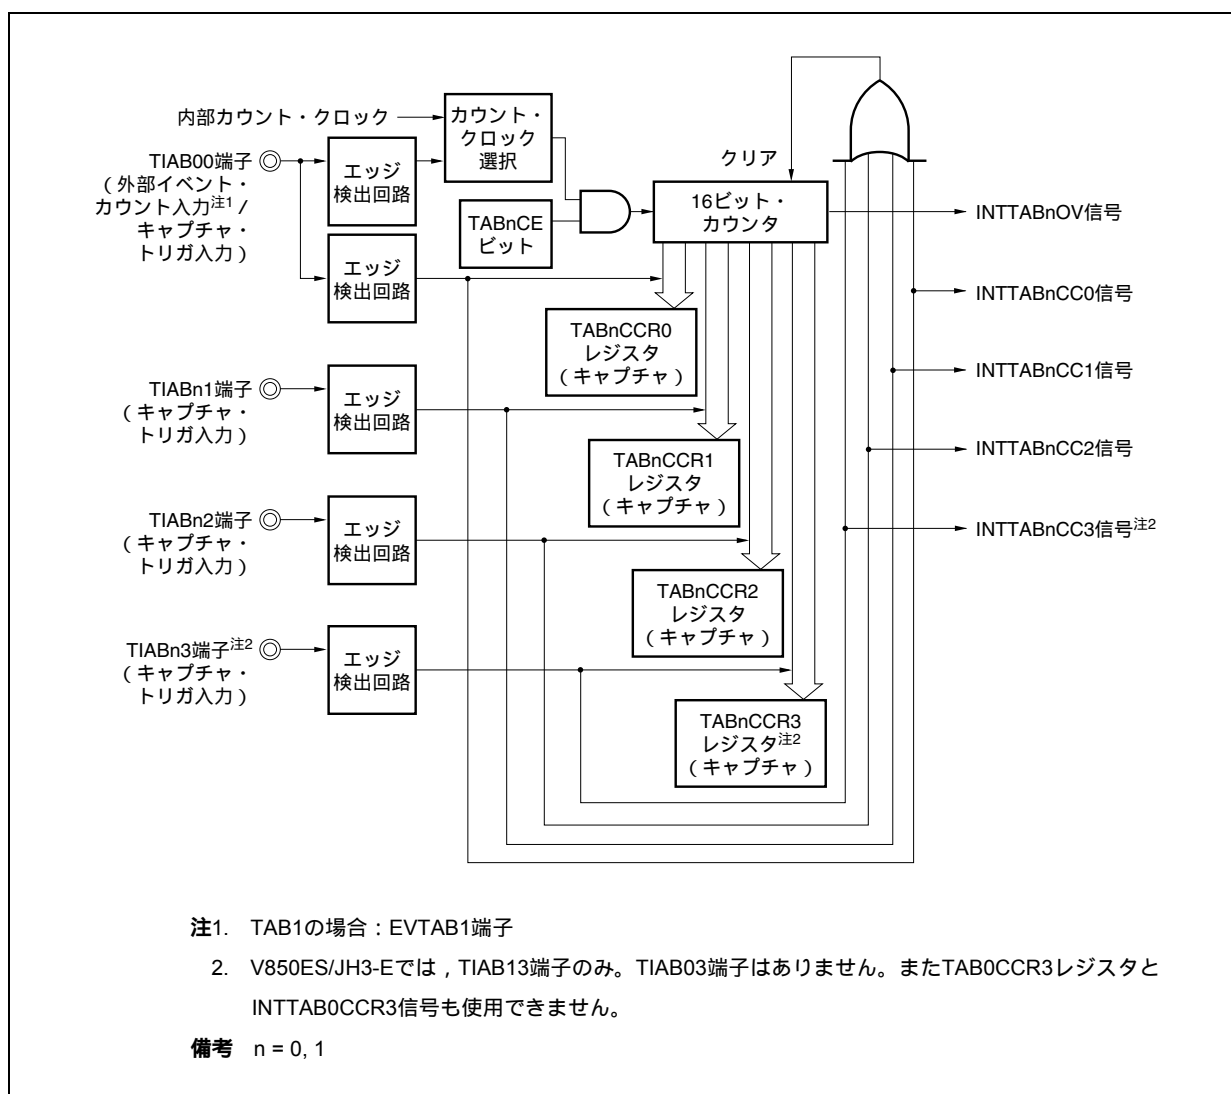 内部カウント・クロック
カウント・
クロック
選択
TIAB00端子
（外部イベント・
カウント入力注1 /
キャプチャ・
トリガ入力）
エッジ
検出回路
TABnCE
ビット
エッジ
検出回路
クリア
16ビット・
カウンタ
INTTABnOV信号
INTTABnCC0信号
TABnCCR0
レジスタ
（キャプチャ）
TIABn1端子
（キャプチャ・
トリガ入力）
エッジ
検出回路
INTTABnCC1信号
TABnCCR1
レジスタ
（キャプチャ）
INTTABnCC2信号
TIABn2端子
（キャプチャ・
トリガ入力）
エッジ
検出回路
INTTABnCC3信号注2
TABnCCR2
レジスタ
（キャプチャ）
TIABn3端子注2
（キャプチャ・
トリガ入力）
エッジ
検出回路
TABnCCR3
レジスタ注2
（キャプチャ）
注1. TAB1の場合：EVTAB1端子
2. V850ES/JH3-Eでは，TIAB13端子のみ。TIAB03端子はありません。またTAB0CCR3レジスタと
INTTAB0CCR3信号も使用できません。
備考 n = 0, 1